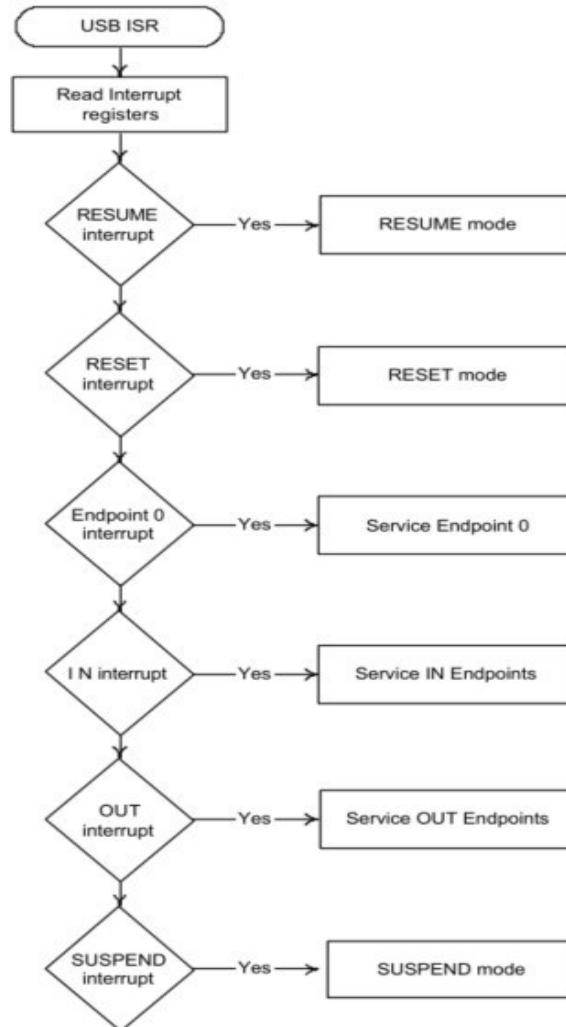 USB ISR
Read Interrupt
registers
RESUME
interrupt
Yes
RESUME mode
RESET
interrupt
Yes
RESET mode
Endpoint 0
interrupt
Yes
Service Endpoint 0
I N interrupt
Yes
Service IN Endpoints
OUT
interrupt
Yes
Service OUT Endpoints
SUSPEND
interrupt
Yes
SUSPEND mode